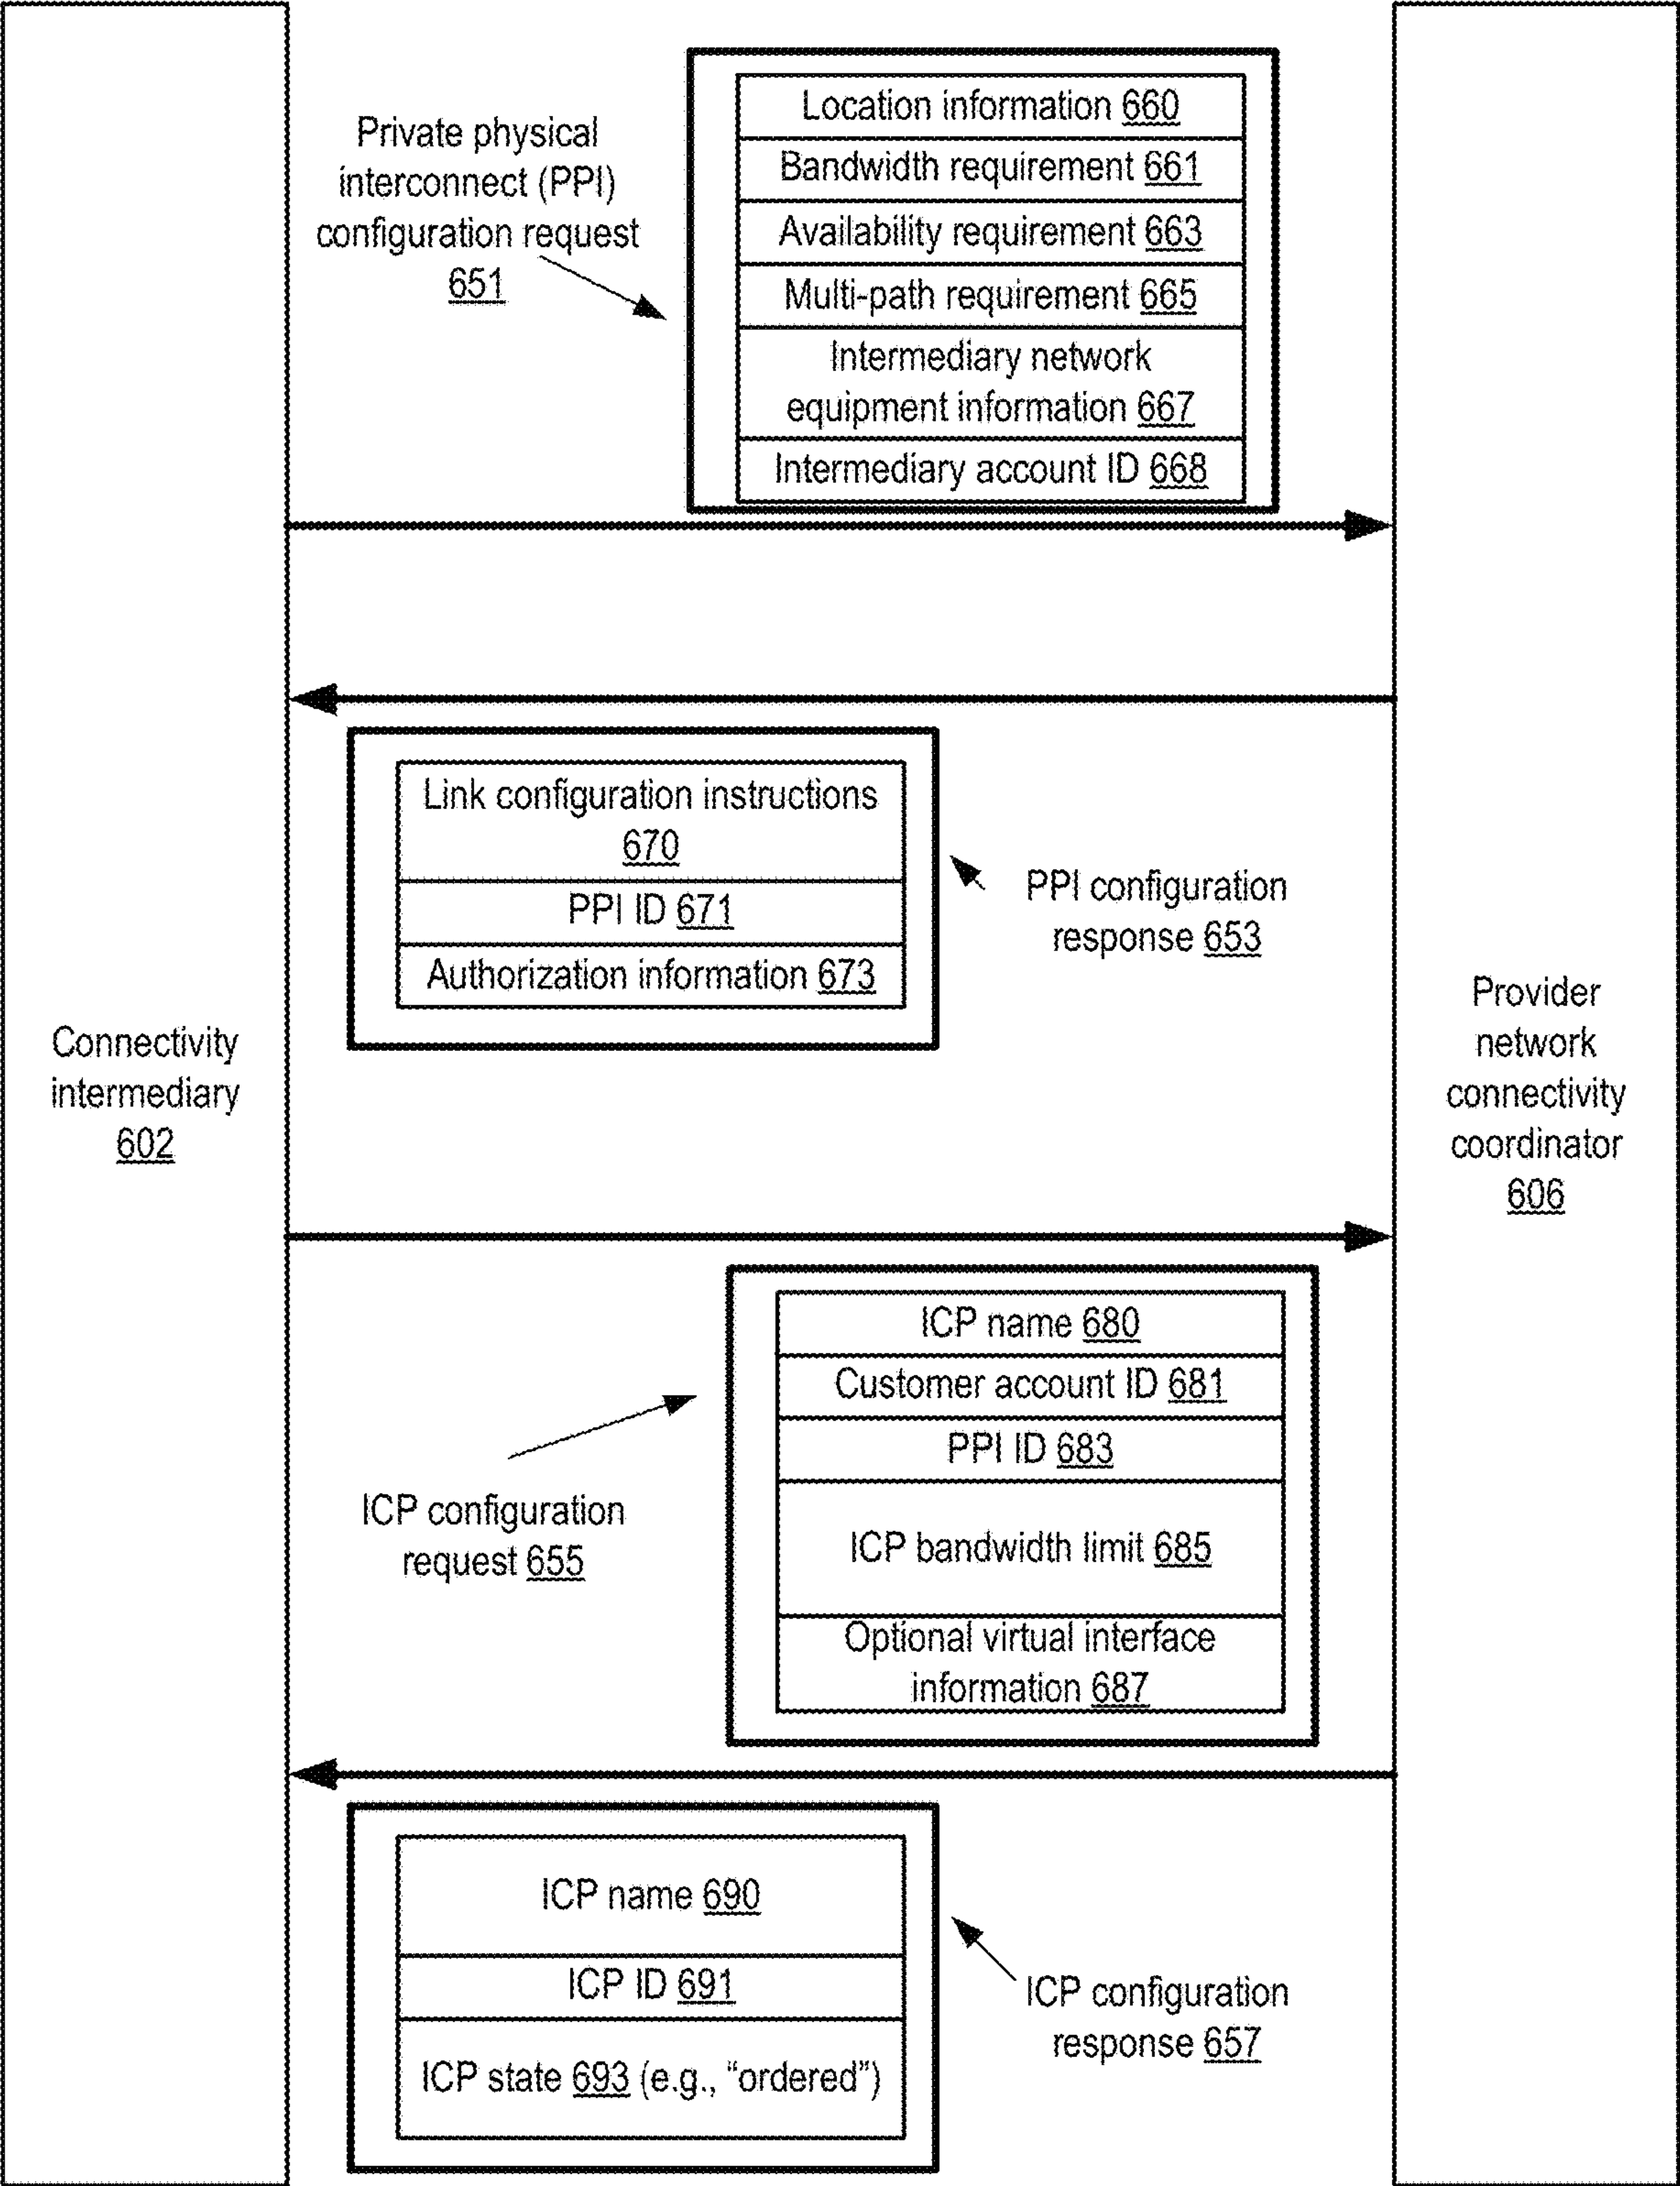 Private physical
interconnect (PPI)
configuration request
651
Location information 660
Bandwidth requirement 661
Availability requirement 663
Multi-path requirement 665
Intermediary network
equipment information 667
Intermediary account ID 668
Link configuration instructions
670
PPI ID 671
Authorization information 673
PPI configuration
response 653
Connectivity
intermediary
602
Provider
network
connectivity
coordinator
606
ICP configuration
request 655
ICP name 680
Customer account ID 681
PPI ID 683
ICP bandwidth limit 685
Optional virtual interface
information 687
ICP name 690
ICP ID 691
ICP state 693 (e.g., “ordered”)
ICP configuration
response 657